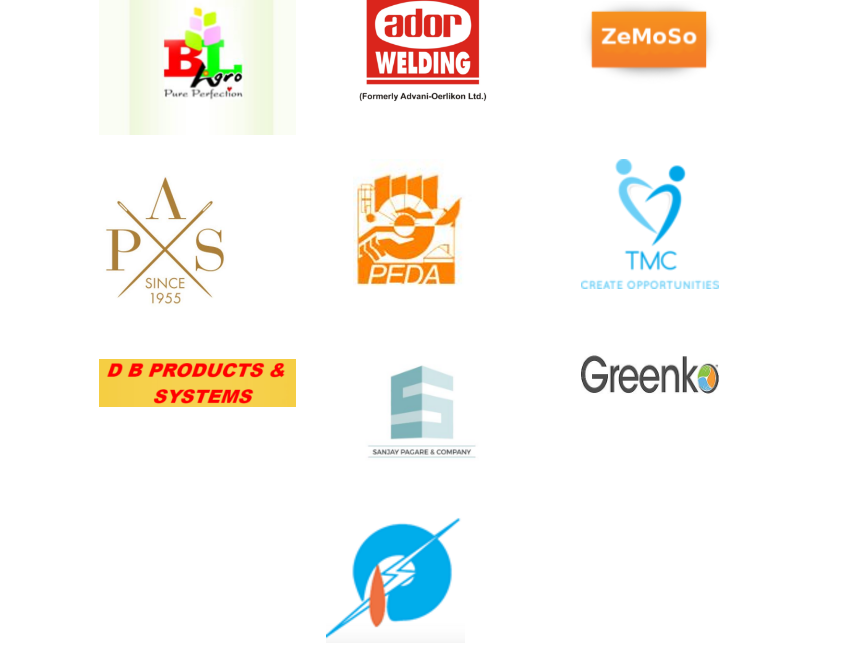 BL
Agro
Pure Perfection
ador
WELDING
(Formerly Advani-Oerlikon Ltd.)
ZeMoSo
A
P S
SINCE
1955
PEDA
TMC
CREATE OPPORTUNITIES
D B PRODUCTS &
SYSTEMS
S
SANJAY PAGARE & COMPANY
Greenko